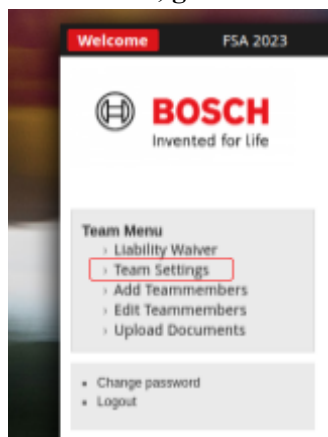 Welcome FSA 2023
BOSCH
Invented for life
Team Menu
› Liability Waiver
› Team Settings
› Add Teammembers
› Edit Teammembers
› Upload Documents
• Change password
• Logout